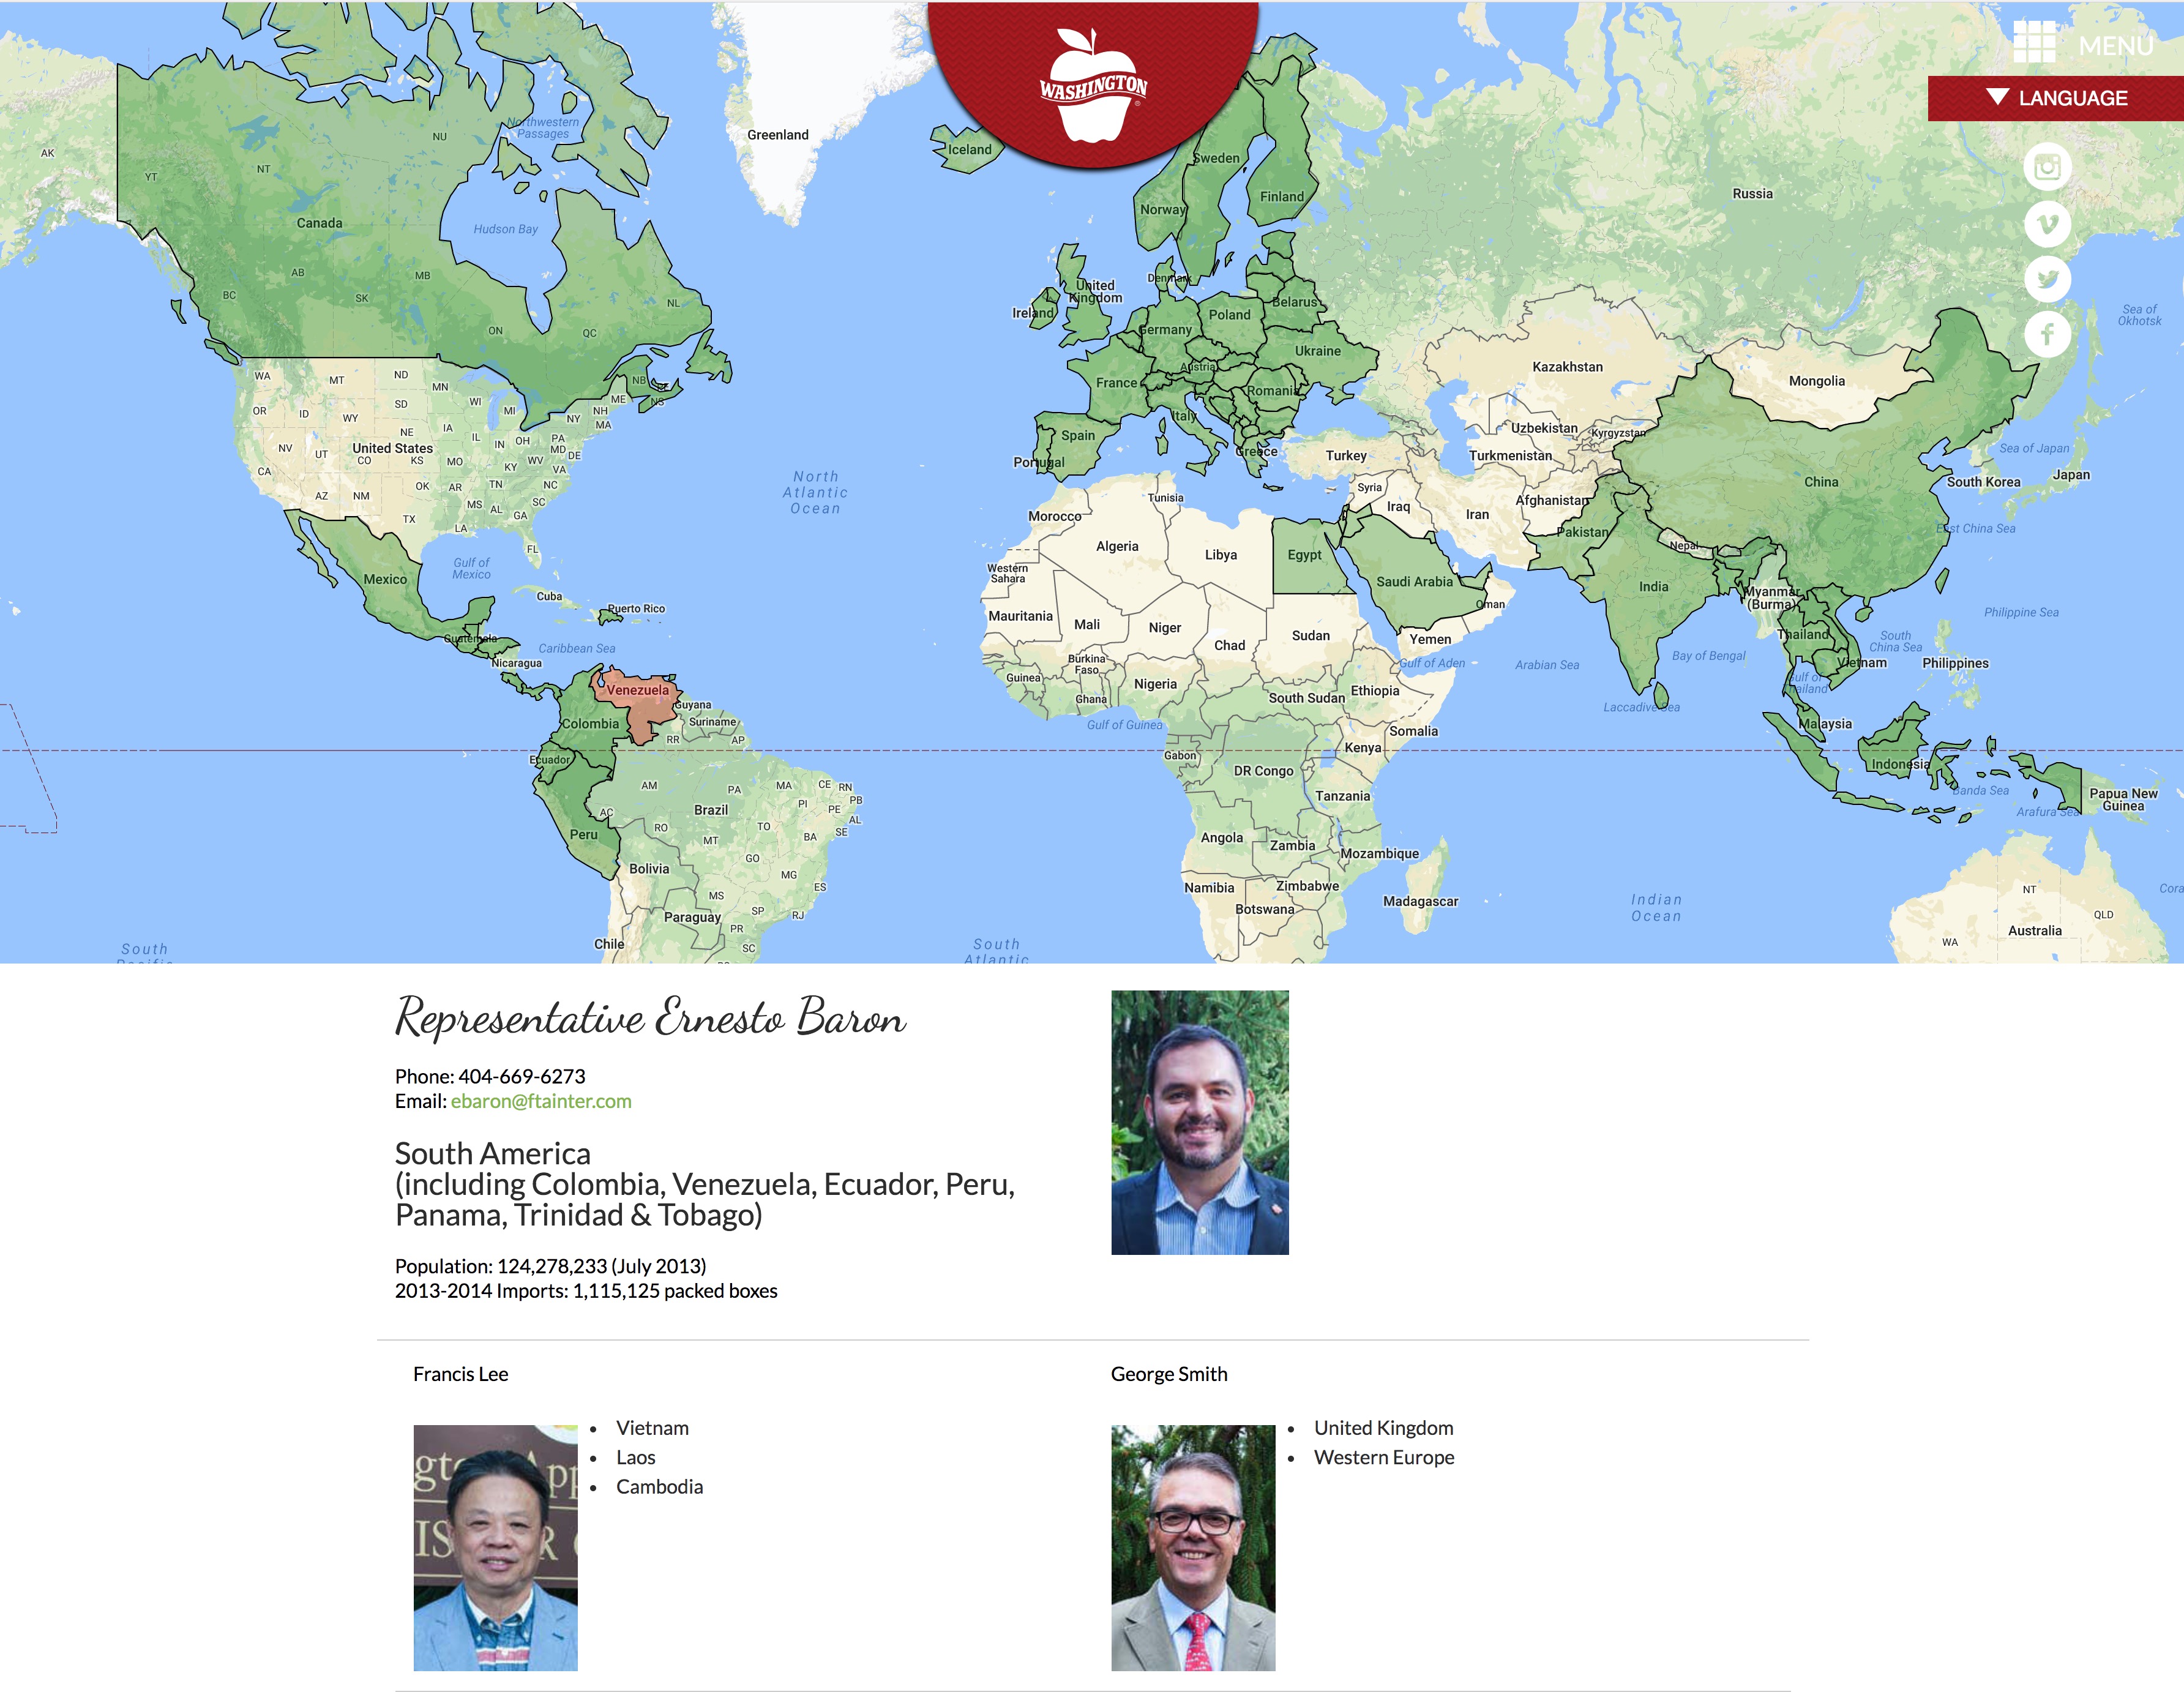 WASHINGTON
MENU
LANGUAGE
Greenland
Iceland
Sweden
Finland
Norway
Russia
Northwestern
Passages
NU
NT
YT
AK
Canada
Hudson Bay
AB
MB
BC
SK
NL
ON
QC
NB
NS
Denmark
United
Kingdom
Ireland
Belarus
Poland
Germany
Ukraine
Austria
France
Romania
Italy
Spain
Portugal
Greece
Kazakhstan
Mongolia
Sea of
Okhotsk
WA
MT
ND
MN
OR
ID
WY
SD
WI
MI
ME
NH
NY
MA
NV
UT
United States
CO
NE
KS
IA
IL
IN
OH
PA
MD
DE
MO
KY
WV
VA
CA
AZ
NM
OK
AR
TN
NC
MS
AL
GA
SC
TX
LA
FL
North
Atlantic
Ocean
Turkey
Uzbekistan
Kyrgyzstan
Turkmenistan
Syria
Iraq
Iran
Afghanistan
Pakistan
Nepal
China
South Korea
Sea of Japan
Japan
East China Sea
Tunisia
Morocco
Algeria
Libya
Egypt
Western
Sahara
Saudi Arabia
Oman
India
Myanmar
(Burma)
Mexico
Gulf of
Mexico
Cuba
Puerto Rico
Guatemala
Caribbean Sea
Nicaragua
Mauritania
Mali
Niger
Chad
Sudan
Yemen
Thailand
South
China Sea
Philippine Sea
Venezuela
Guyana
Suriname
Colombia
RR
AP
Ecuador
Guinea
Burkina
Faso
Ghana
Nigeria
South Sudan
Ethiopia
Gulf of Aden
Arabian Sea
Bay of Bengal
Vietnam
Philippines
Gulf of
Thailand
Laccadive Sea
Gulf of Guinea
Somalia
Malaysia
Kenya
Gabon
DR Congo
Indonesia
AM
PA
MA
CE
RN
PB
PE
AL
PI
AC
Brazil
RO
TO
SE
BA
Peru
MT
GO
Bolivia
MG
ES
MS
SP
RJ
Paraguay
PR
Chile
SC
Tanzania
Banda Sea
Papua New
Guinea
Arafura Sea
Angola
Zambia
Mozambique
Namibia
Zimbabwe
Botswana
Madagascar
Indian
Ocean
NT
QLD
WA
Australia
South
Pacific
South
Atlantic
Representative Ernesto Baron
Phone: 404-669-6273
Email: ebaron@ftainter.com
South America
(including Colombia, Venezuela, Ecuador, Peru,
Panama, Trinidad & Tobago)
Population: 124,278,233 (July 2013)
2013-2014 Imports: 1,115,125 packed boxes
Francis Lee
George Smith
Vietnam
Laos
Cambodia
United Kingdom
Western Europe